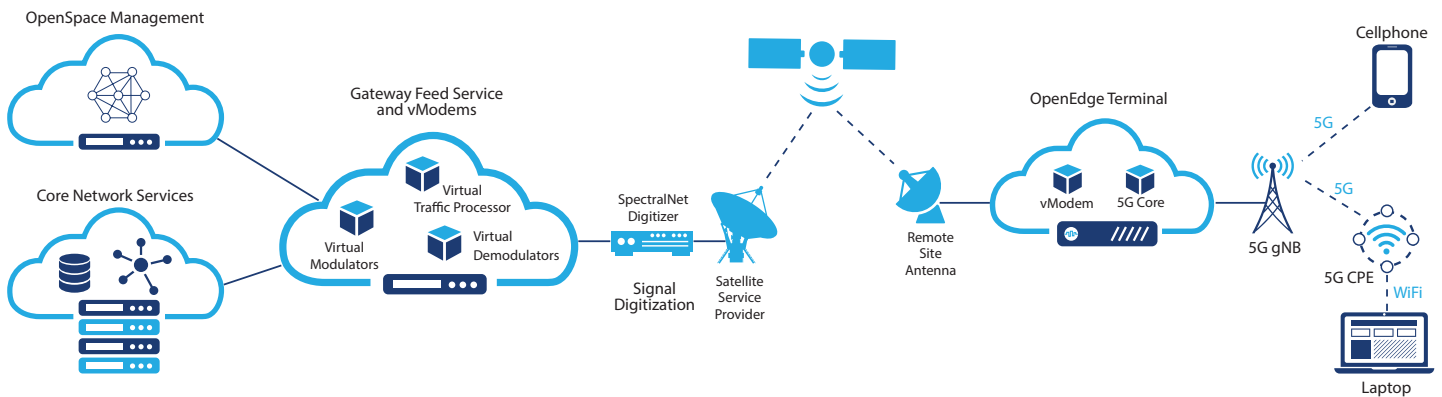 OpenSpace Management
Core Network Services
Gateway Feed Service
and vModems
Virtual
Traffic Processor
Virtual
Modulators
Virtual
Demodulators
SpectralNet
Digitizer
Signal
Digitization
Satellite
Service
Provider
Remote
Site
Antenna
OpenEdge Terminal
vModem
5G Core
5G gNB
5G
5G
Cellphone
5G CPE
WiFi
Laptop